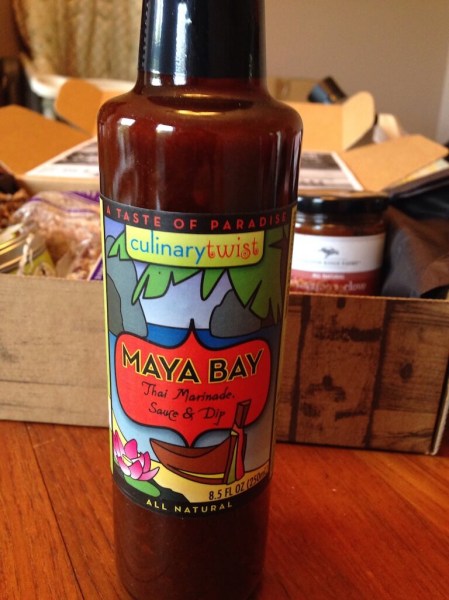 A TASTE OF PARADISE
culinarytwist
MAYA BAY
Thai Marinade,
Sauce & Dip
8.5 FL OZ (250ml
ALL NATURAL